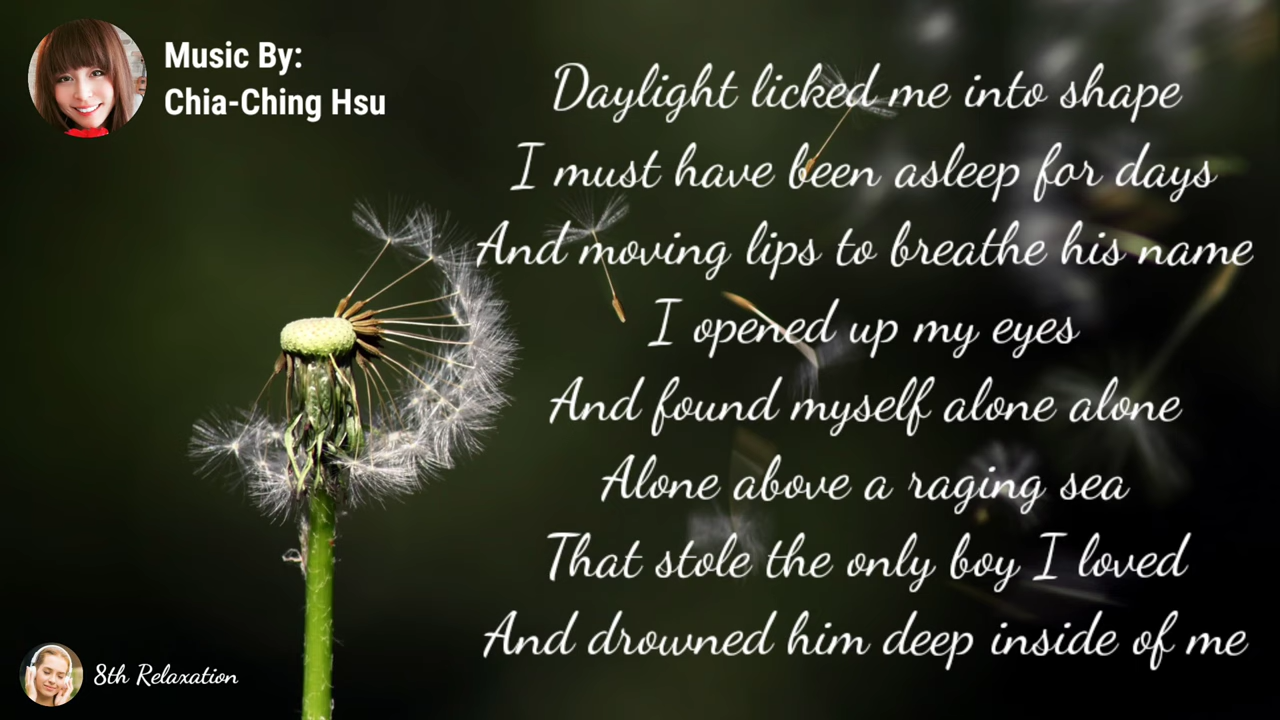 Music By:
Chia-Ching Hsu
Daylight licked me into shape
I must have been asleep for days
And moving lips to breathe his name
I opened up my eyes
And found myself alone alone
Alone above a raging sea
That stole the only boy I loved
And drowned him deep inside of me
8th Relaxation